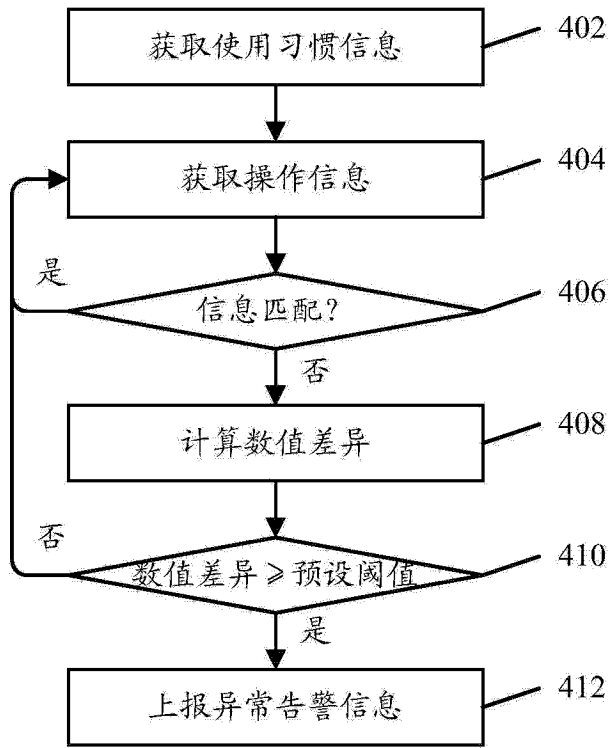 获取使用习惯信息
402
获取操作信息
404
是
信息匹配?
406
否
计算数值差异
408
否
数值差异≥预设阈值
410
是
上报异常告警信息
412